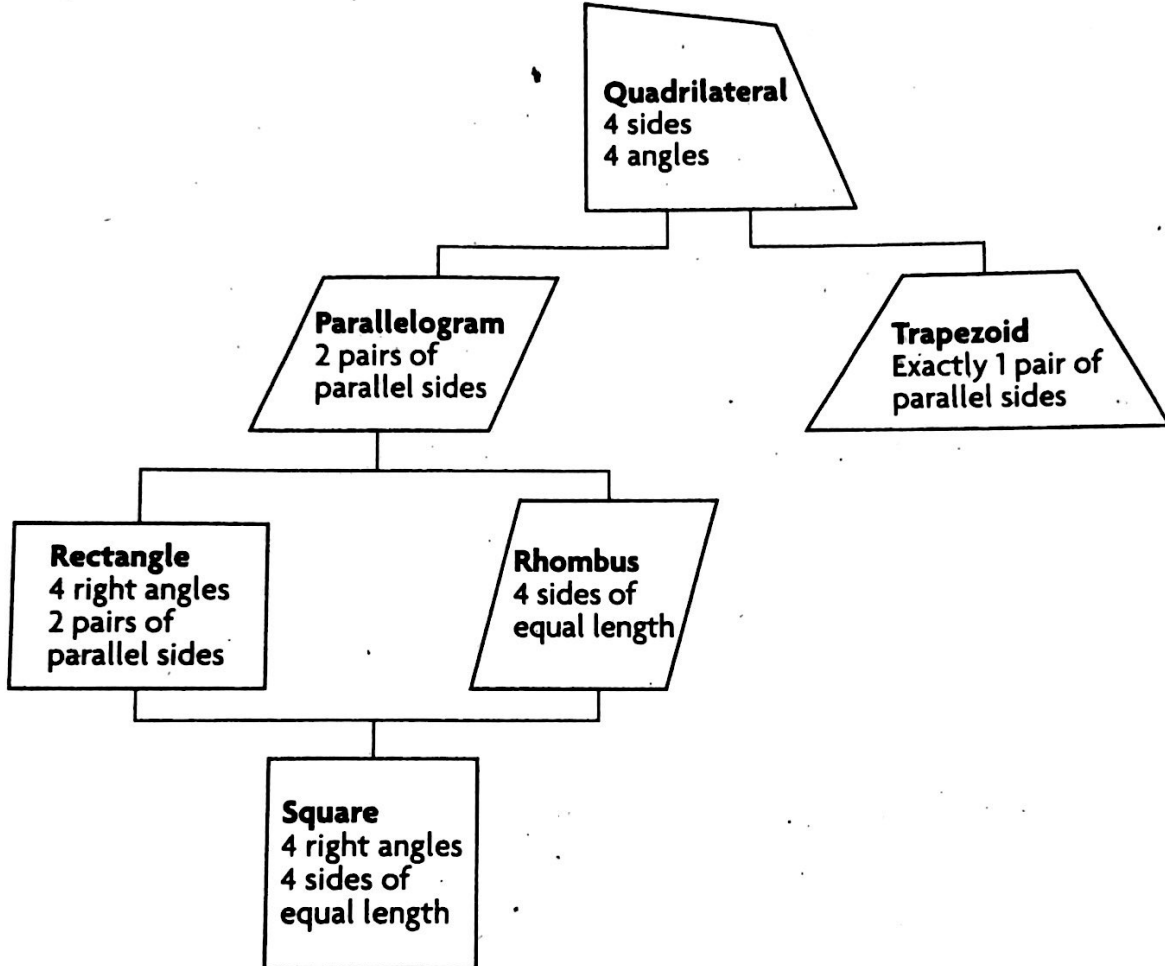 Quadrilateral
4 sides
4 angles
Parallelogram
2 pairs of
parallel sides
Trapezoid
Exactly 1 pair of
parallel sides
Rectangle
4 right angles
2 pairs of
parallel sides
Rhombus
4 sides of
equal length
Square
4 right angles
4 sides of
equal length